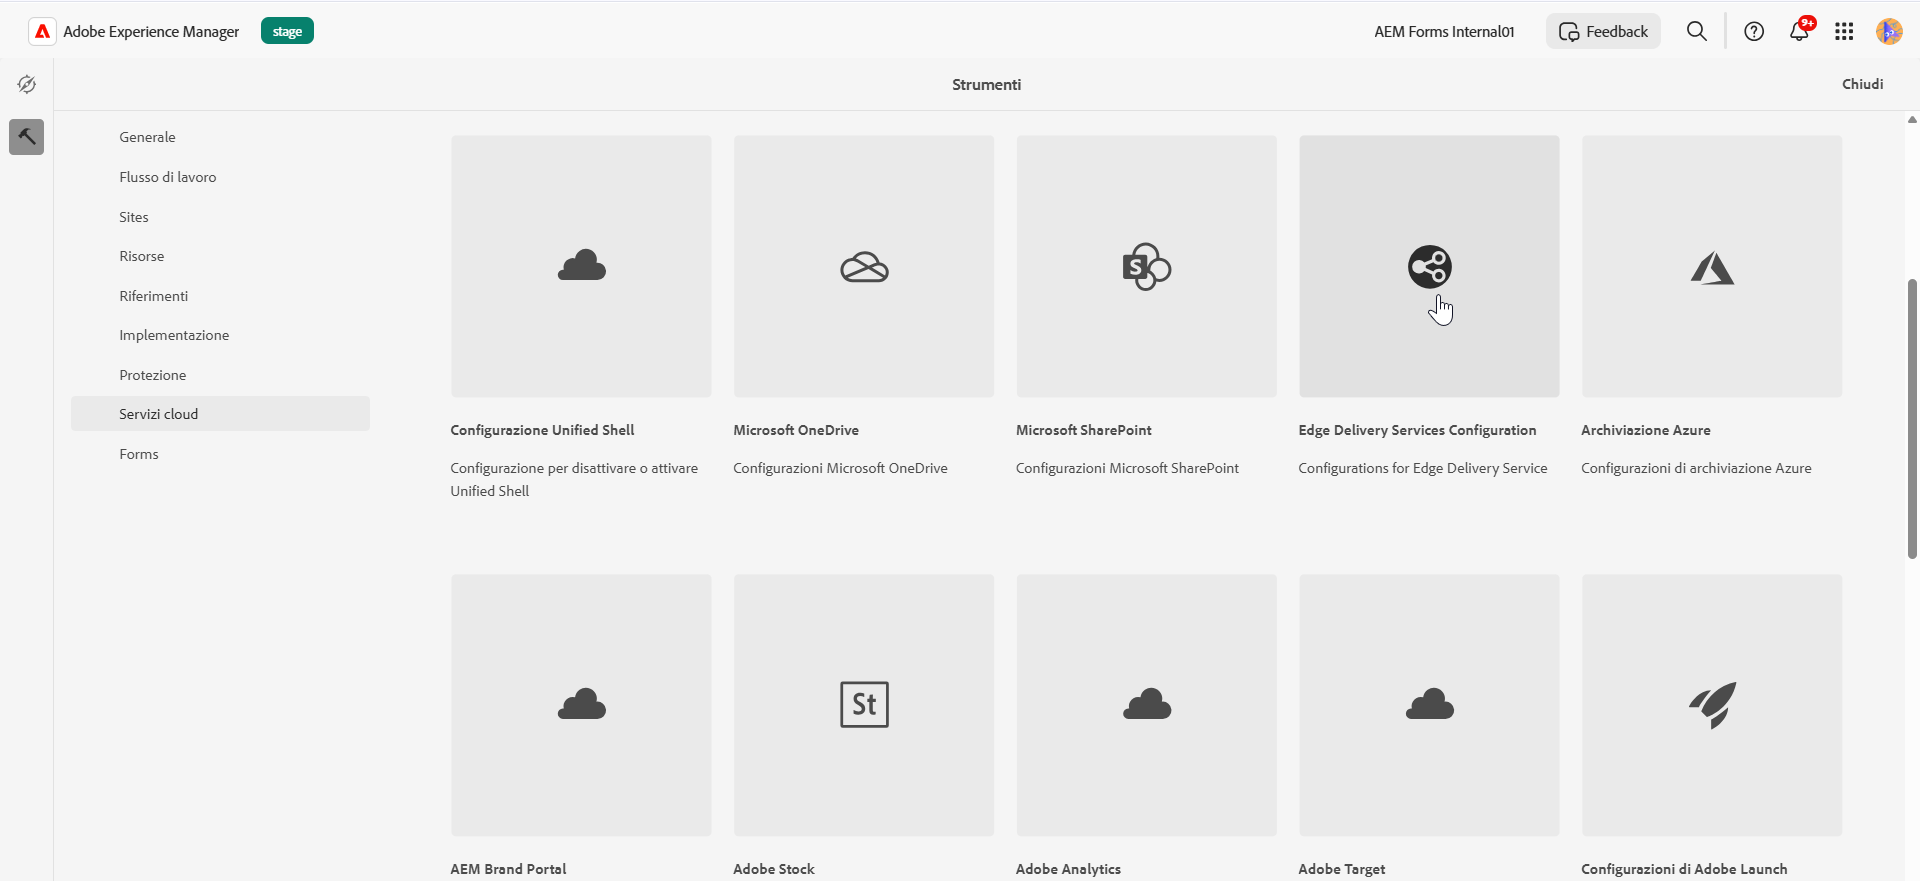 Adobe Experience Manager
stage
AEM Forms Internal01
Feedback
9+
Strumenti
Chiudi
Generale
Flusso di lavoro
Sites
Risorse
Riferimenti
Implementazione
Protezione
Servizi cloud
Forms
S
Configurazione Unified Shell
Configurazione per disattivare o attivare
Unified Shell
Microsoft OneDrive
Configurazioni Microsoft OneDrive
Microsoft SharePoint
Configurazioni Microsoft SharePoint
Edge Delivery Services Configuration
Configurations for Edge Delivery Service
Archiviazione Azure
Configurazioni di archiviazione Azure
St
AEM Brand Portal
Adobe Stock
Adobe Analytics
Adobe Target
Configurazioni di Adobe Launch